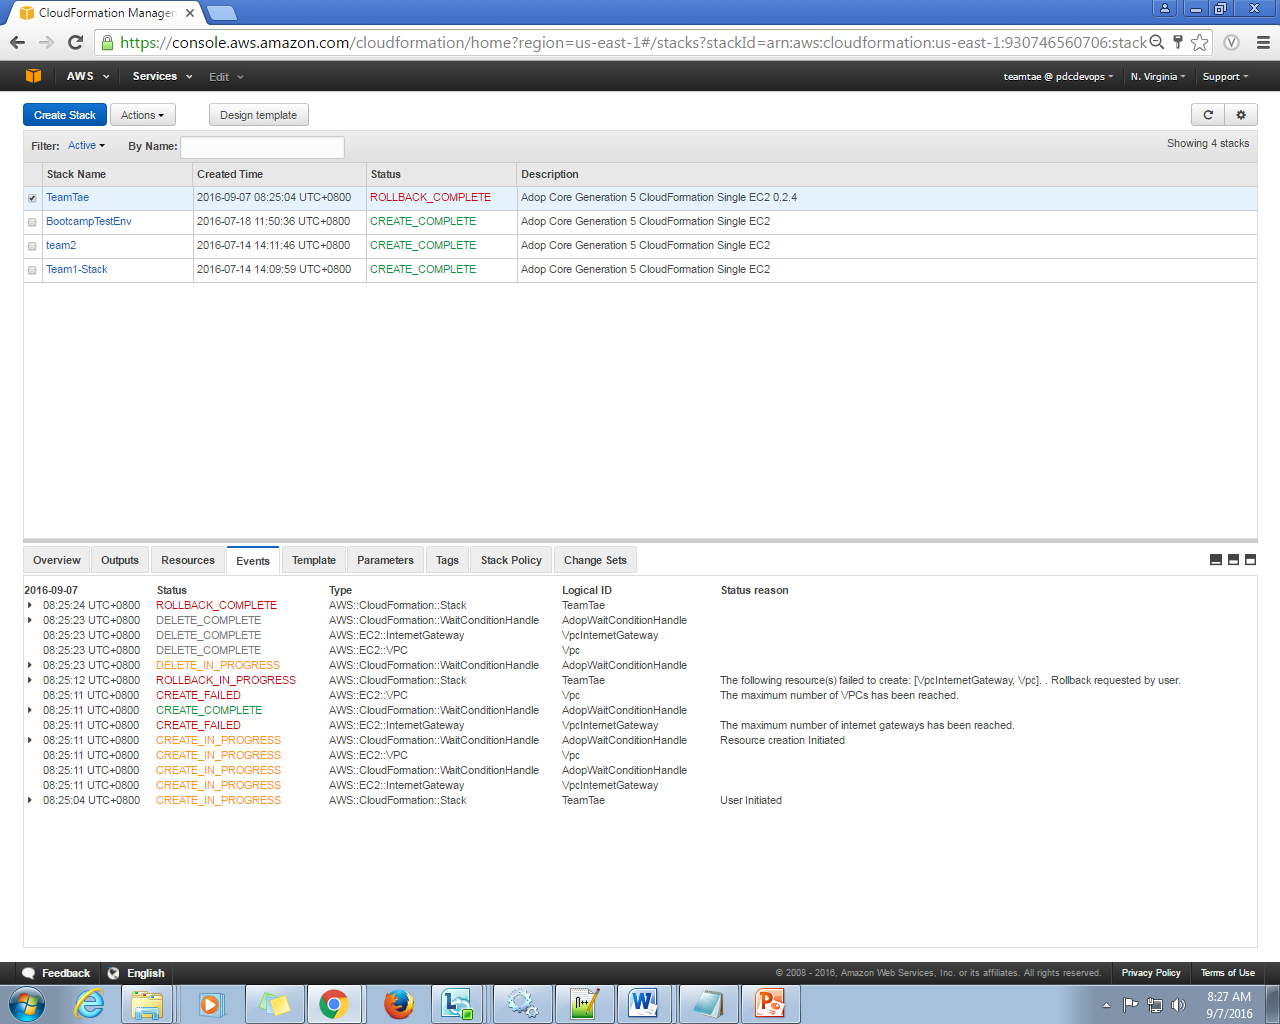 CloudFormation Manager
https://console.aws.amazon.com/cloudformation/home?region=us-east-1#/stacks?stackId=arn:aws:cloudformation:us-east-1:930746560706:stack
AWS Services Edit teamtae @ pdcdevops N. Virginia Support
Create Stack Actions Design template
Filter: Active By Name: Showing 4 stacks
Stack Name Created Time Status Description
TeamTae 2016-09-07 08:25:04 UTC+0800 ROLLBACK_COMPLETE Adop Core Generation 5 CloudFormation Single EC2 0.2.4
BootcampTestEnv 2016-07-18 11:50:36 UTC+0800 CREATE_COMPLETE Adop Core Generation 5 CloudFormation Single EC2
team2 2016-07-14 14:11:46 UTC+0800 CREATE_COMPLETE Adop Core Generation 5 CloudFormation Single EC2
Team1-Stack 2016-07-14 14:09:59 UTC+0800 CREATE_COMPLETE Adop Core Generation 5 CloudFormation Single EC2
Overview Outputs Resources Events Template Parameters Tags Stack Policy Change Sets
2016-09-07 Status Type Logical ID Status reason
08:25:24 UTC+0800 ROLLBACK_COMPLETE AWS::CloudFormation::Stack TeamTae
08:25:23 UTC+0800 DELETE_COMPLETE AWS::CloudFormation::WaitConditionHandle AdopWaitConditionHandle
08:25:23 UTC+0800 DELETE_COMPLETE AWS::EC2::InternetGateway VpcInternetGateway
08:25:23 UTC+0800 DELETE_COMPLETE AWS::EC2::VPC Vpc
08:25:23 UTC+0800 DELETE_IN_PROGRESS AWS::CloudFormation::WaitConditionHandle AdopWaitConditionHandle
08:25:12 UTC+0800 ROLLBACK_IN_PROGRESS AWS::CloudFormation::Stack TeamTae The following resource(s) failed to create: [VpcInternetGateway, Vpc]. . Rollback requested by user.
08:25:11 UTC+0800 CREATE_FAILED AWS::EC2::VPC Vpc The maximum number of VPCs has been reached.
08:25:11 UTC+0800 CREATE_COMPLETE AWS::CloudFormation::WaitConditionHandle AdopWaitConditionHandle
08:25:11 UTC+0800 CREATE_FAILED AWS::EC2::InternetGateway VpcInternetGateway The maximum number of internet gateways has been reached.
08:25:11 UTC+0800 CREATE_IN_PROGRESS AWS::CloudFormation::WaitConditionHandle AdopWaitConditionHandle Resource creation Initiated
08:25:11 UTC+0800 CREATE_IN_PROGRESS AWS::EC2::VPC Vpc
08:25:11 UTC+0800 CREATE_IN_PROGRESS AWS::CloudFormation::WaitConditionHandle AdopWaitConditionHandle
08:25:11 UTC+0800 CREATE_IN_PROGRESS AWS::EC2::InternetGateway VpcInternetGateway
08:25:04 UTC+0800 CREATE_IN_PROGRESS AWS::CloudFormation::Stack TeamTae User Initiated
Feedback English © 2008 - 2016, Amazon Web Services, Inc. or its affiliates. All rights reserved. Privacy Policy Terms of Use
8:27 AM
9/7/2016